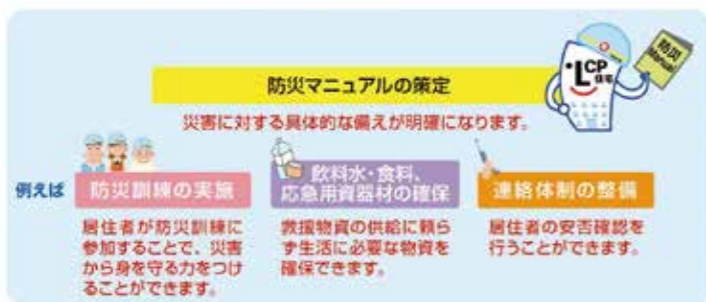 防災マニュアルの策定
LCP
住宅
防災
Manual
災害に対する具体的な備えが明確になります。
例えば
防災訓練の実施
居住者が防災訓練に
参加することで、災害
から身を守る力をつけ
ることができます。
飲料水・食料、
応急用資器材の確保
救援物資の供給に頼ら
ず生活に必要な物資を
確保できます。
連絡体制の整備
居住者の安否確認を
行うことができます。